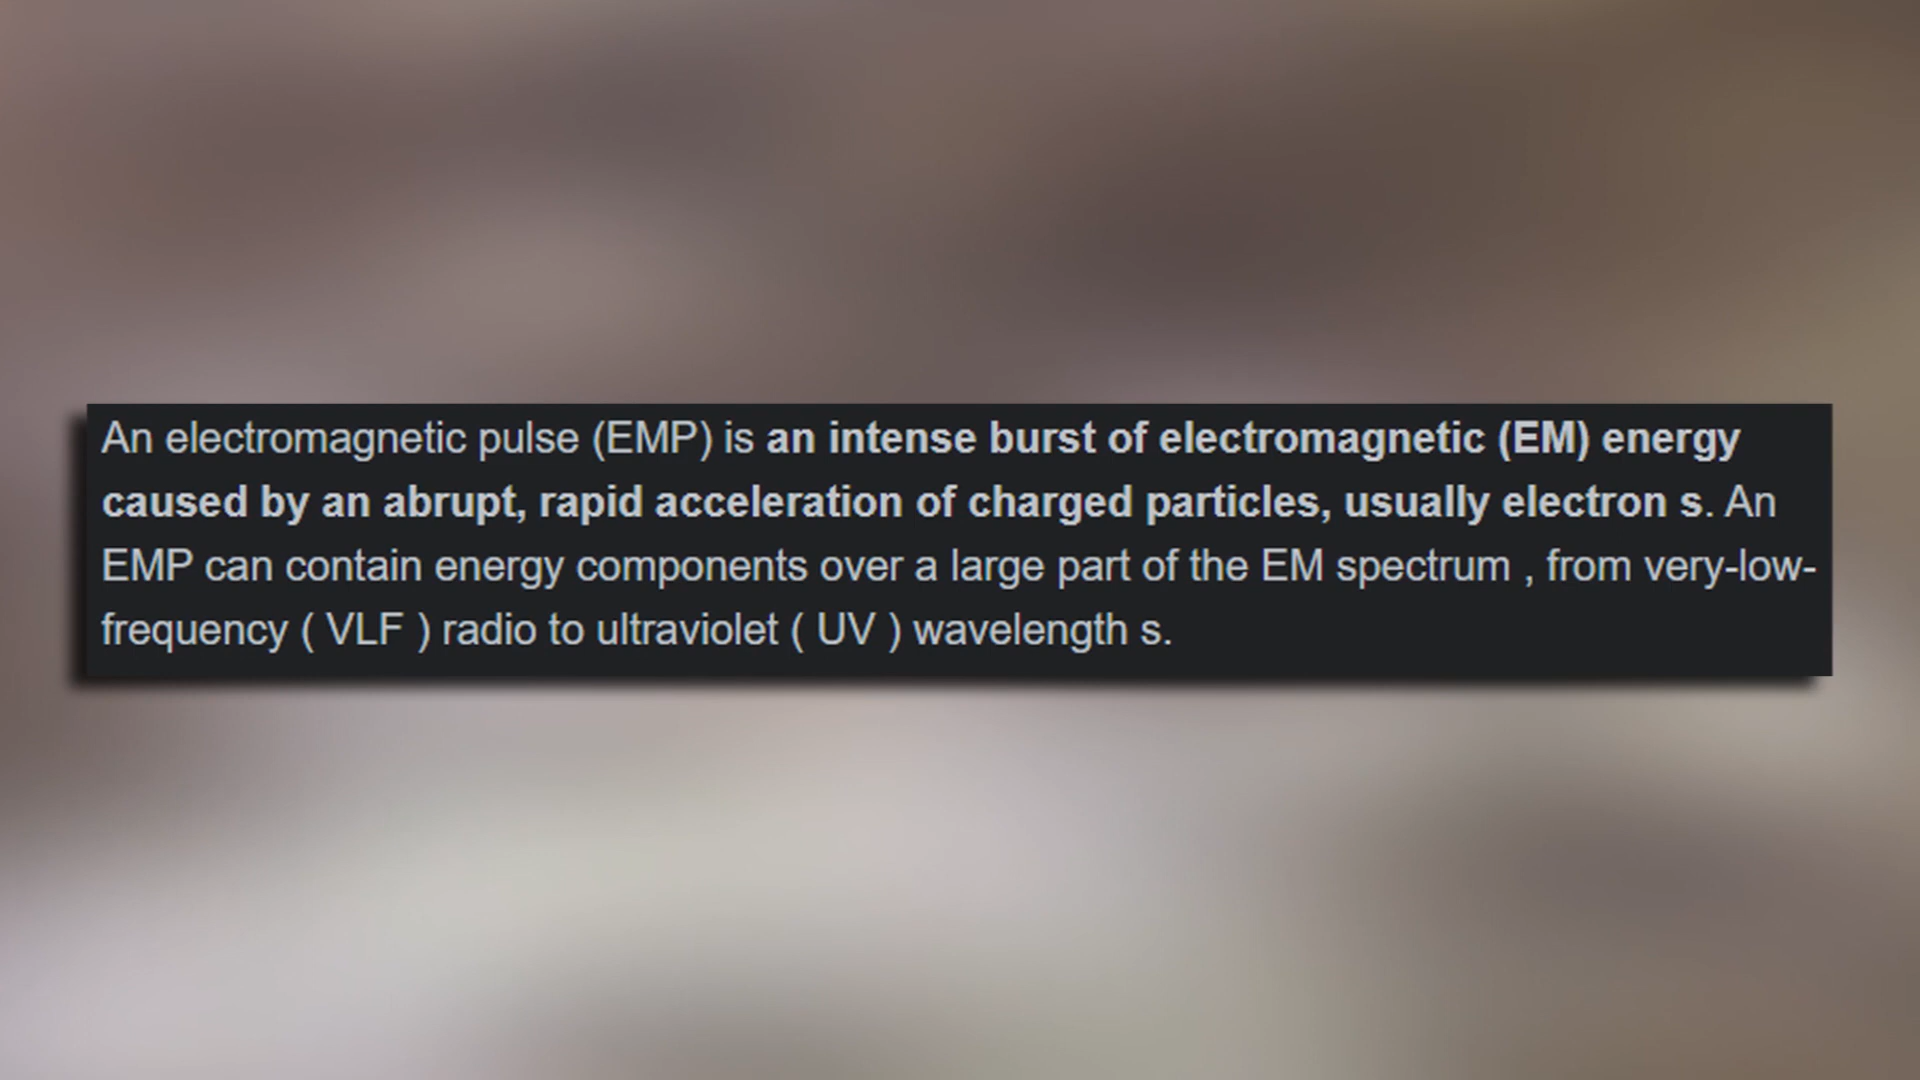 An electromagnetic pulse (EMP) is an intense burst of electromagnetic (EM) energy
caused by an abrupt, rapid acceleration of charged particles, usually electron s. An
EMP can contain energy components over a large part of the EM spectrum , from very-low-
frequency ( VLF ) radio to ultraviolet ( UV ) wavelength s.